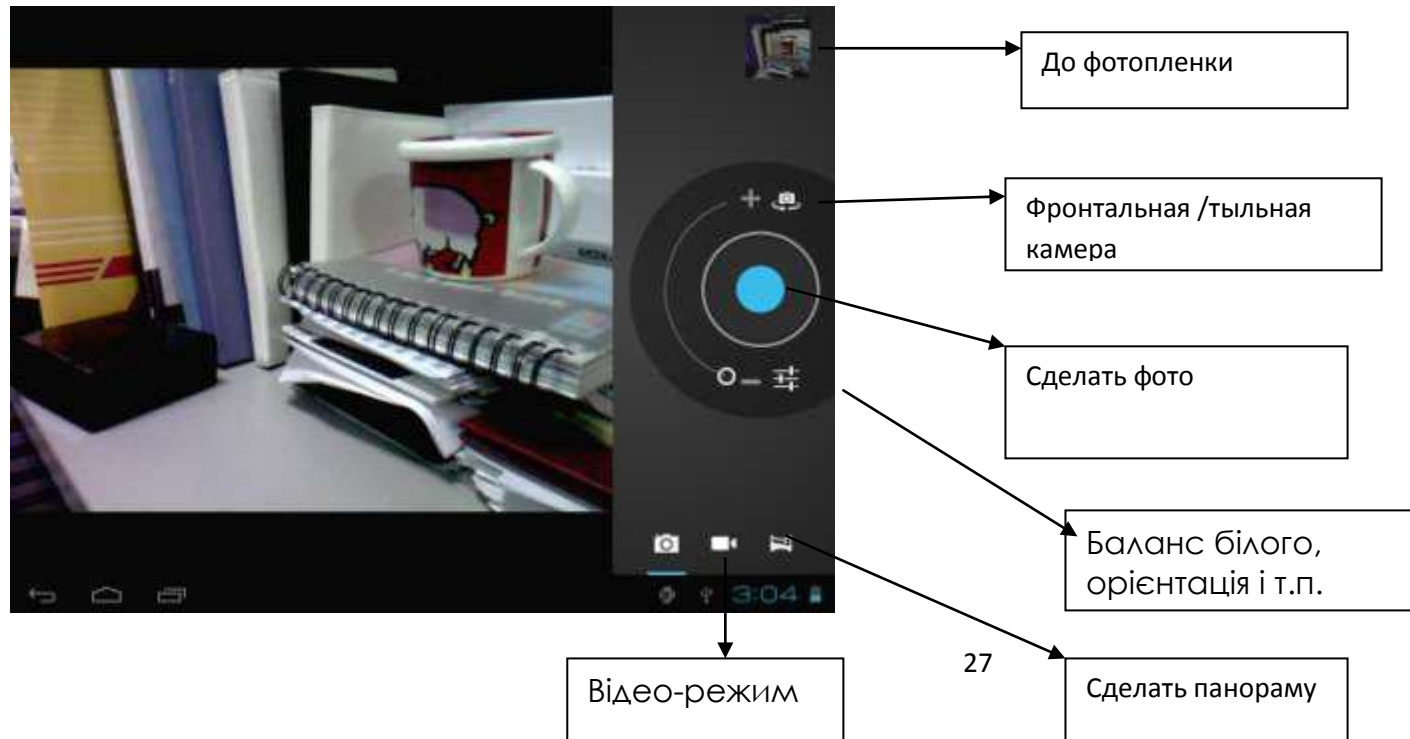 До фотопленки
Фронтальная /тыльная
камера
Сделать фото
Баланс білого,
орієнтація і т.п.
3:04
27
Відео-режим
Сделать панораму